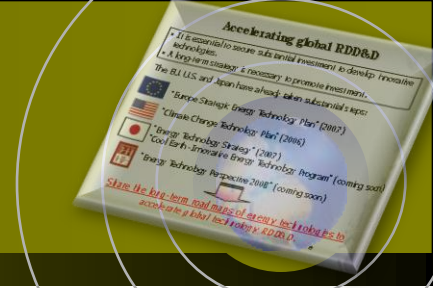 Accelerating global RDD&D
• It is essential to secure substantial investment to develop innovative
technologies.
• A long-term strategy is necessary to promote investment.
The EU, U.S. and Japan have already taken substantial steps:
"Europe Strategic Energy Technology Plan" (2007)
"Climate Change Technology Plan" (2006)
"Energy Technology Strategy" (2007)
"Cool Earth-Innovative Energy Technology Program" (coming soon)
"Energy Technology Perspective 2008" (coming soon)
Share the long-term road maps of energy technologies to
accelerate global technology RDD&D.